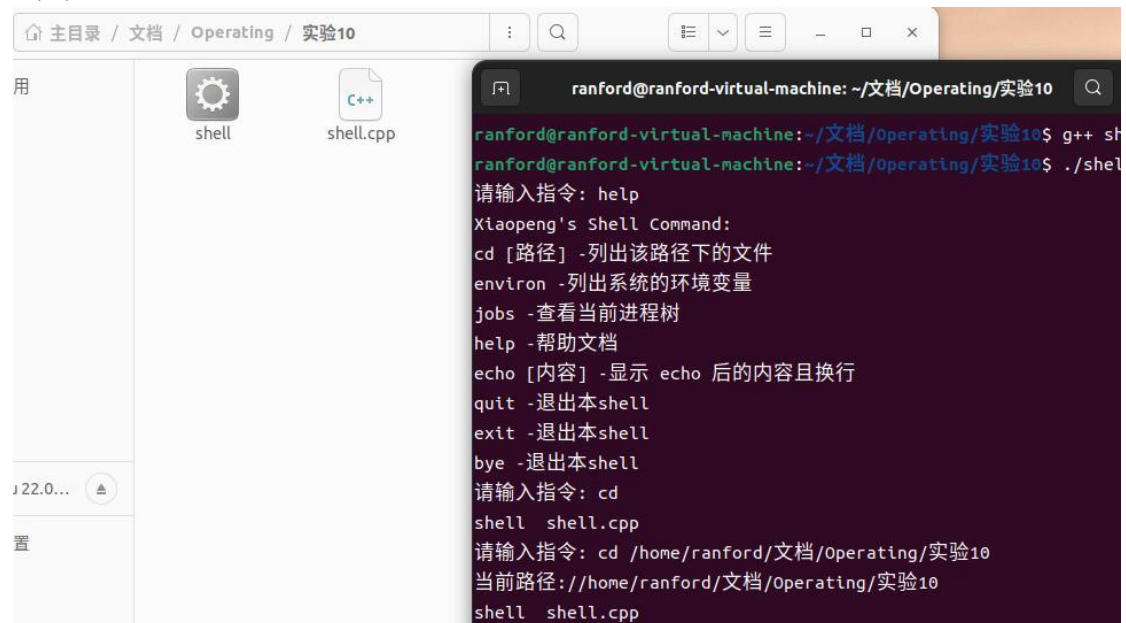 主目录 / 文档 / Operating / 实验10
用
shell
C++
shell.cpp
22.0...
置
ranford@ranford-virtual-machine: ~/文档/Operating/实验10
ranford@ranford-virtual-machine:~/文档/Operating/实验10$ g++ sh
ranford@ranford-virtual-machine:~/文档/Operating/实验10$ ./shel
请输入指令: help
Xiaopeng's Shell Command:
cd [路径] -列出该路径下的文件
environ -列出系统的环境变量
jobs -查看当前进程树
help -帮助文档
echo [内容] -显示 echo 后的内容且换行
quit -退出本shell
exit -退出本shell
bye -退出本shell
请输入指令: cd
shell  shell.cpp
请输入指令: cd /home/ranford/文档/Operating/实验10
当前路径://home/ranford/文档/Operating/实验10
shell  shell.cpp